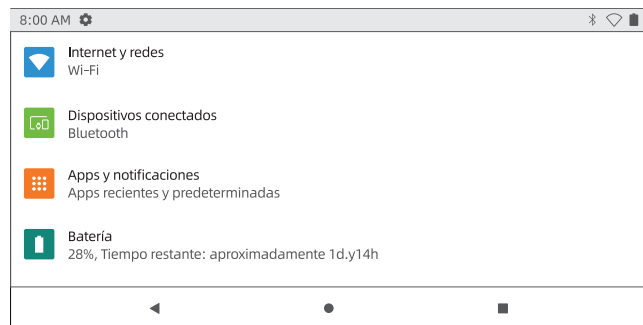 8:00 AM
Internet y redes
Wi-Fi
Dispositivos conectados
Bluetooth
Apps y notificaciones
Apps recientes y predeterminadas
Batería
28%, Tiempo restante: aproximadamente 1d.y14h